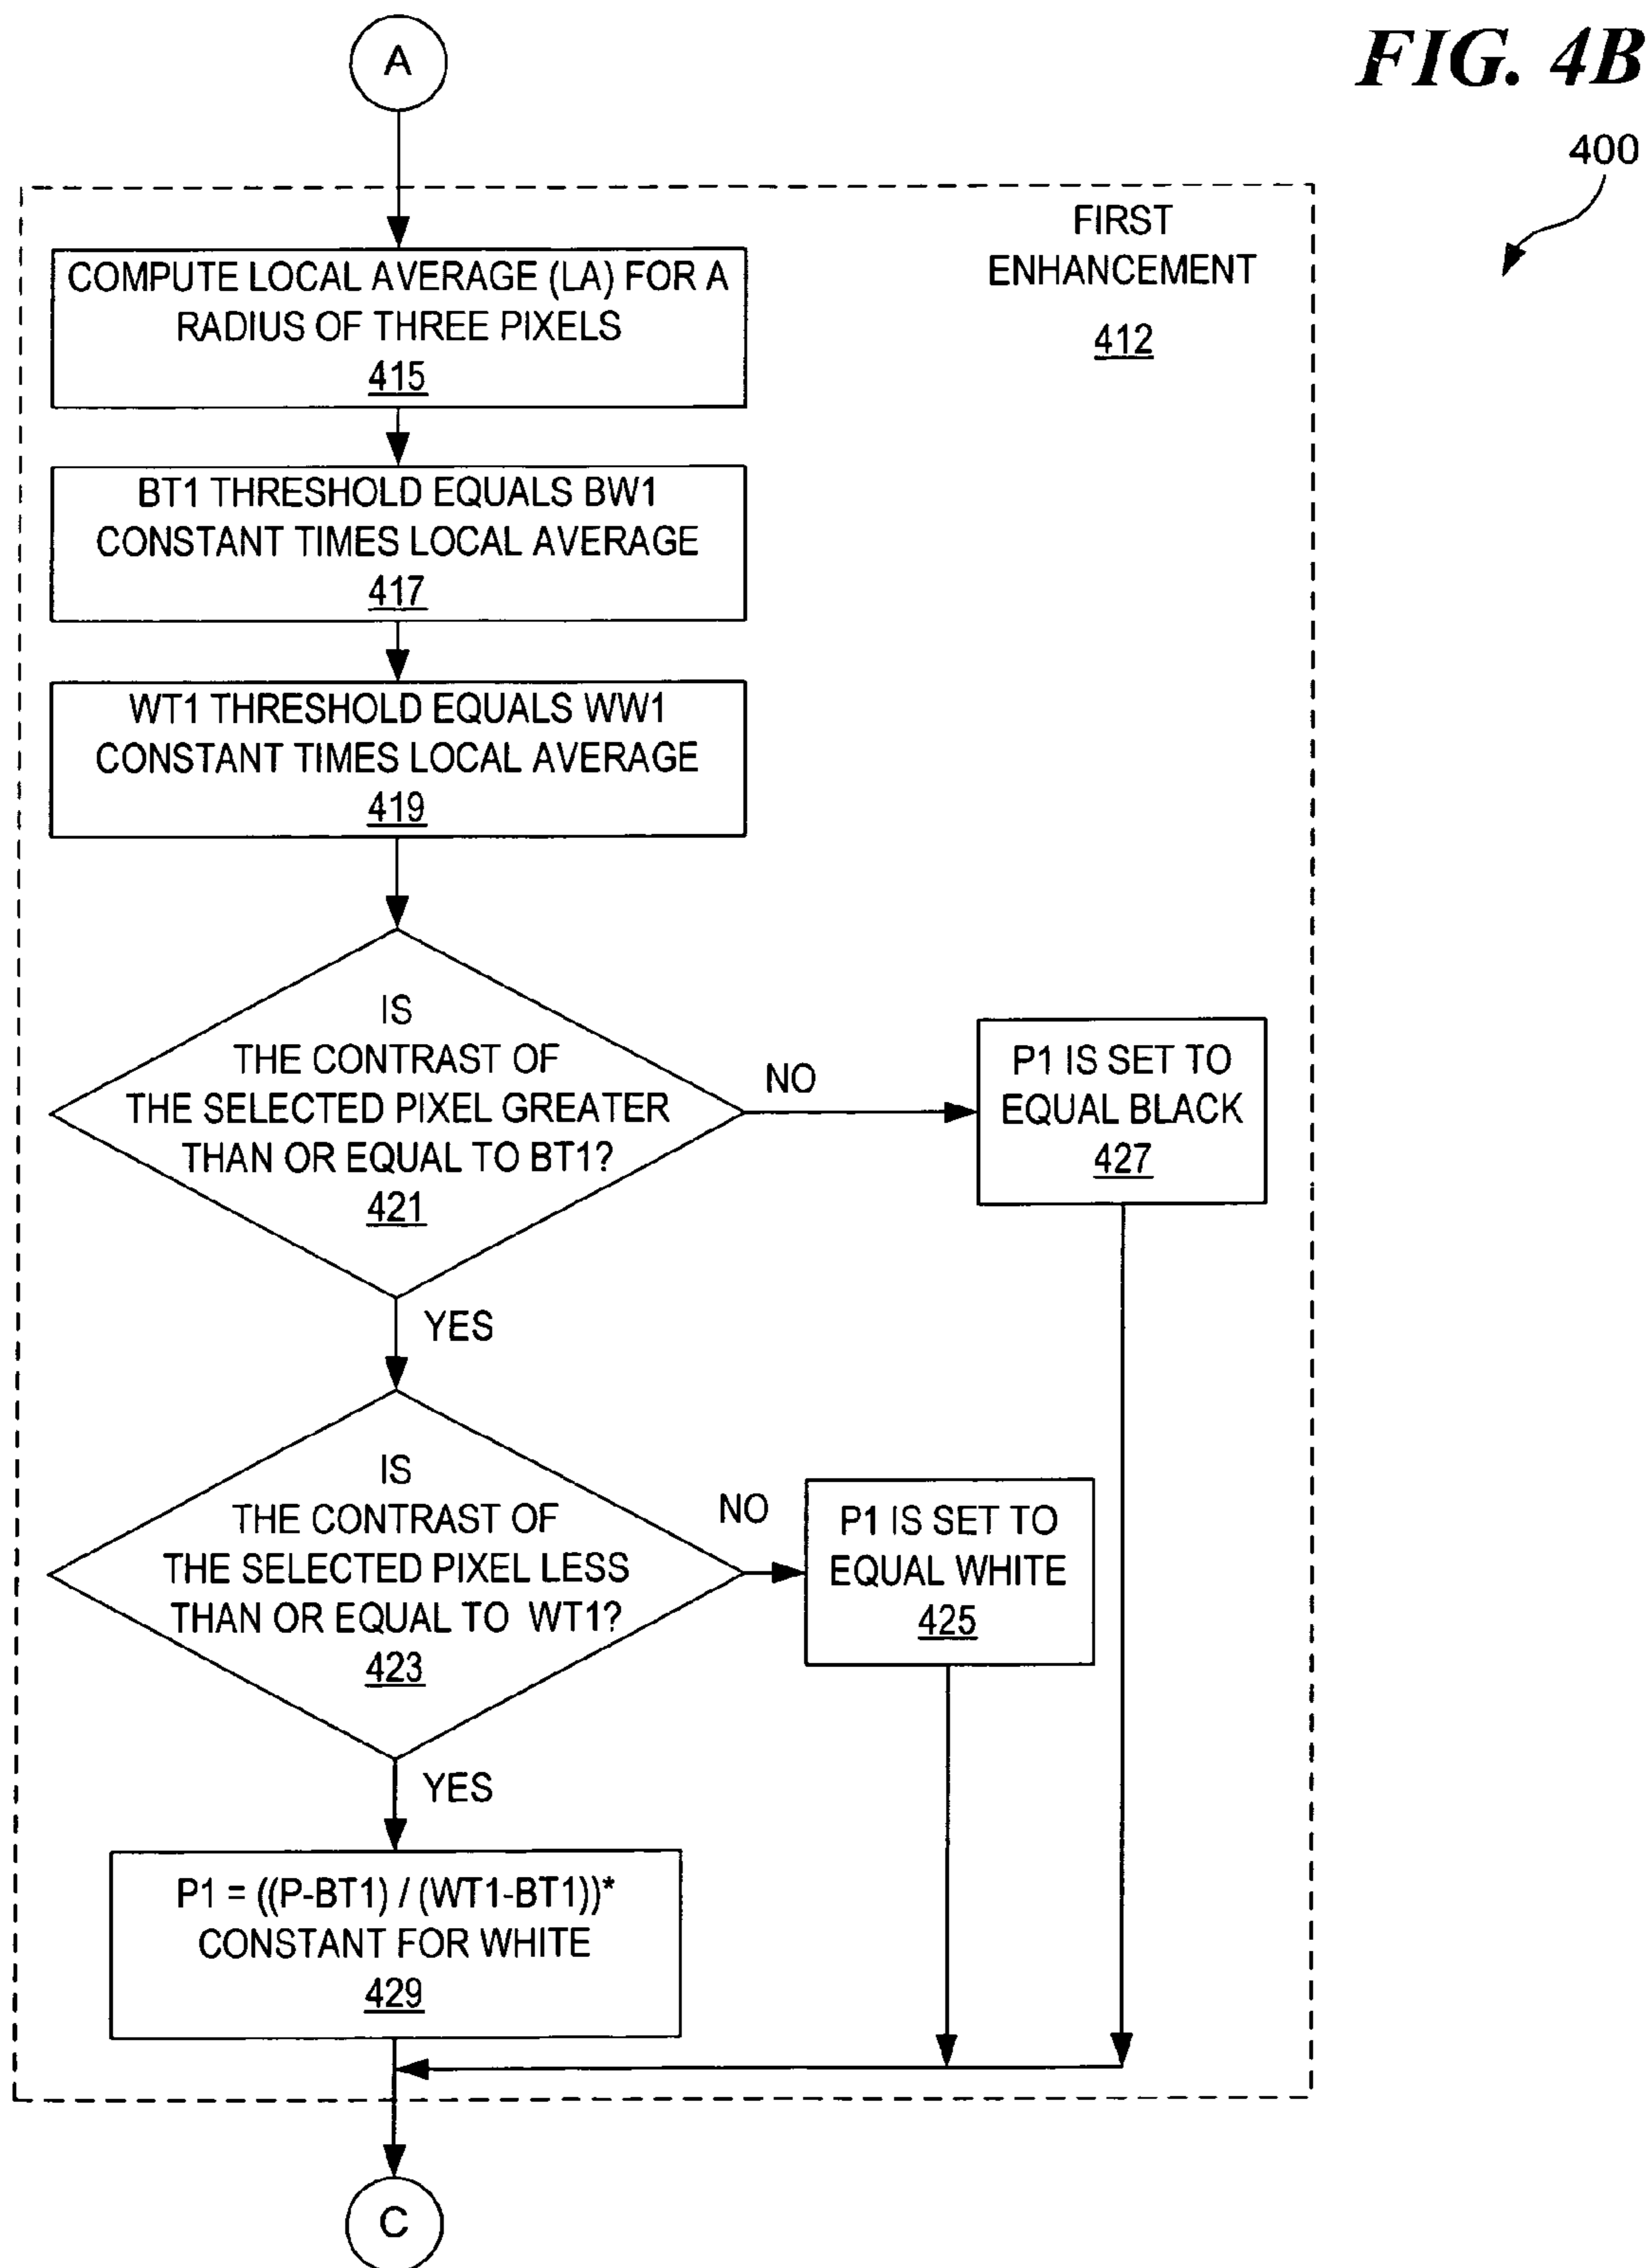 FIG. 4B
400
A
FIRST
ENHANCEMENT
412
COMPUTE LOCAL AVERAGE (LA) FOR A
RADIUS OF THREE PIXELS
415
BT1 THRESHOLD EQUALS BW1
CONSTANT TIMES LOCAL AVERAGE
417
WT1 THRESHOLD EQUALS WW1
CONSTANT TIMES LOCAL AVERAGE
419
IS
THE CONTRAST OF
THE SELECTED PIXEL GREATER
THAN OR EQUAL TO BT1?
421
NO
P1 IS SET TO
EQUAL BLACK
427
YES
IS
THE CONTRAST OF
THE SELECTED PIXEL LESS
THAN OR EQUAL TO WT1?
423
NO
P1 IS SET TO
EQUAL WHITE
425
YES
P1 = ((P-BT1) / (WT1-BT1))*
CONSTANT FOR WHITE
429
C